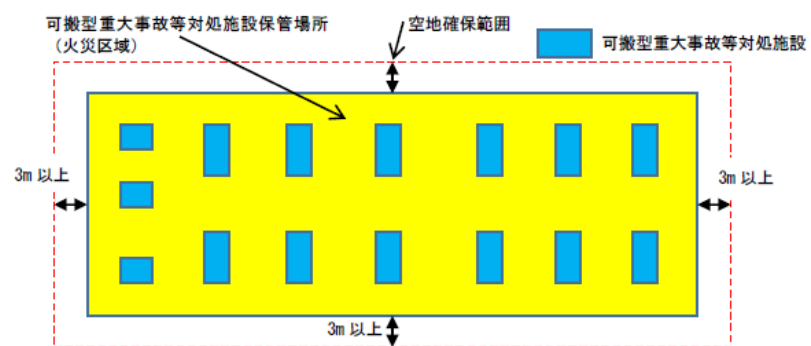 可搬型重大事故等対処施設保管場所
（火災区域）
空地確保範囲
可搬型重大事故等対処施設
3m 以上
3m 以上
3m 以上